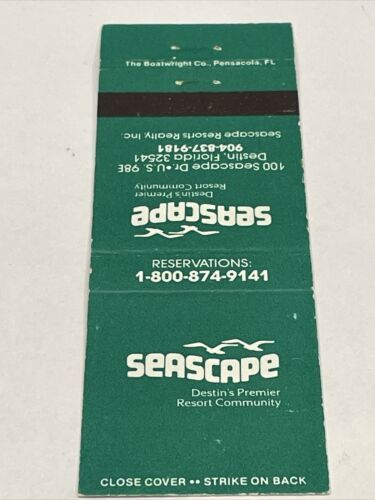 The Boatwright Co., Pensacola, FL
Seascape Resorts Realty, Inc.
904-837-9181
Destin, Florida 32541
100 Seascape Dr. • U.S. 98E
Resort Community
Destin's Premier
SEASCAPE
RESERVATIONS:
1-800-874-9141
SEASCAPE
Destin's Premier
Resort Community
CLOSE COVER •• STRIKE ON BACK